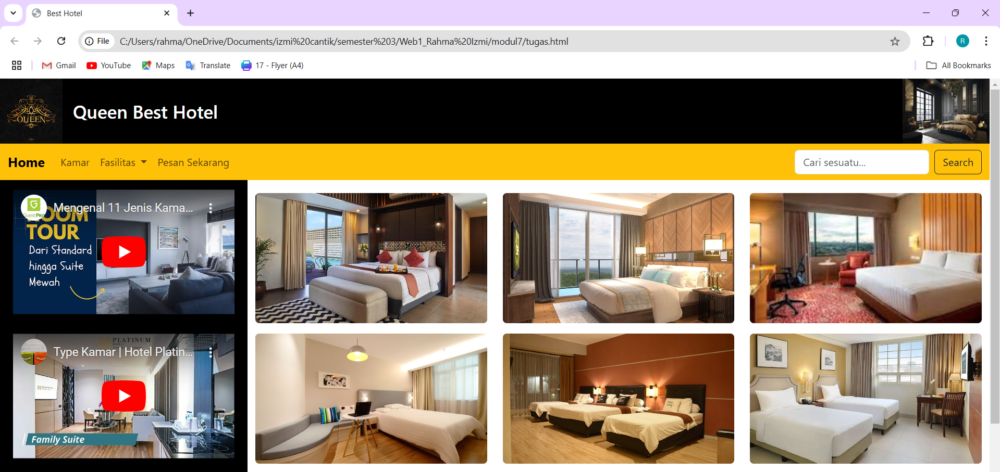 Best Hotel
File
C:/Users/rahma/OneDrive/Documents/izmi%20cantik/semester%203/Web1_Rahma%20Izmi/modul7/tugas.html
R
Gmail
YouTube
Maps
Translate
17 - Flyer (A4)
All Bookmarks
QUEEN
Queen Best Hotel
Home
Kamar
Fasilitas
Pesan Sekarang
Cari sesuatu...
Search
GuestPRO
Mengenal 11 Jenis Kama...
ROOM
TOUR
Dari Standard
hingga Suite
Mewah
PLATINUM
Type Kamar | Hotel Platin...
PLATINUM
Family Suite